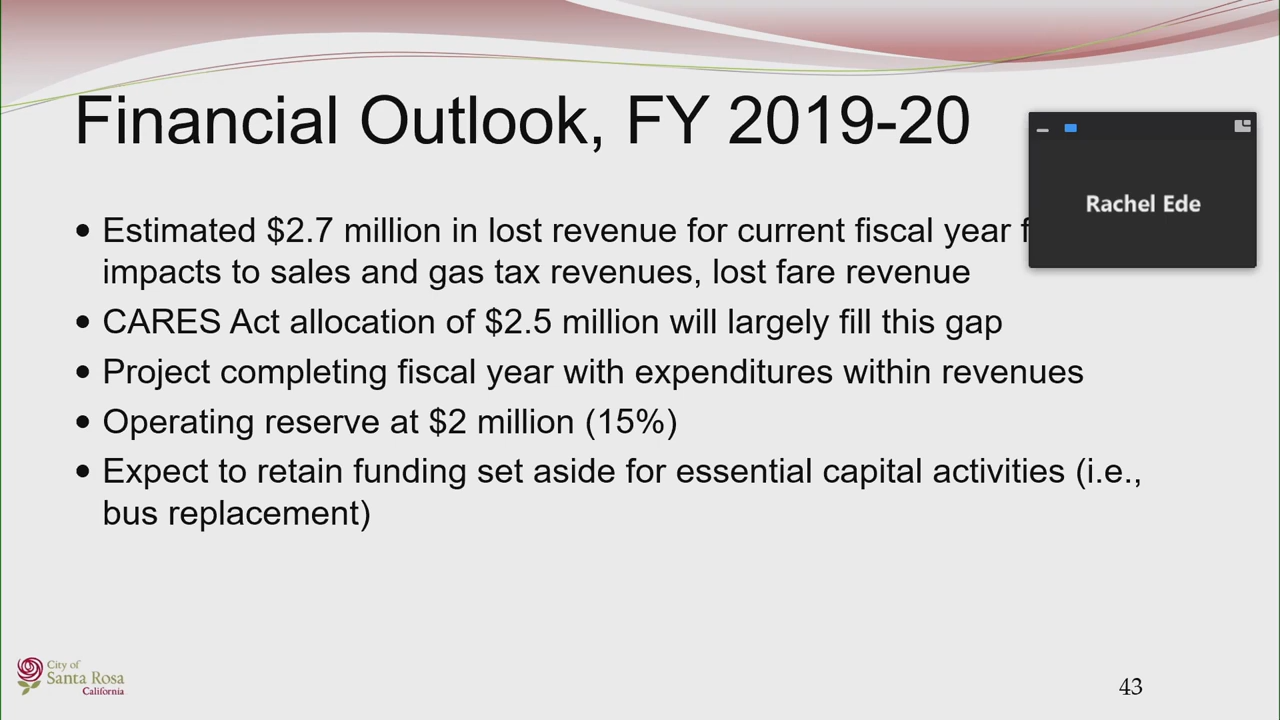 Financial Outlook, FY 2019-20
Rachel Ede
• Estimated $2.7 million in lost revenue for current fiscal year
impacts to sales and gas tax revenues, lost fare revenue
• CARES Act allocation of $2.5 million will largely fill this gap
• Project completing fiscal year with expenditures within revenues
• Operating reserve at $2 million (15%)
• Expect to retain funding set aside for essential capital activities (i.e.,
bus replacement)
City of
Santa Rosa
California
43